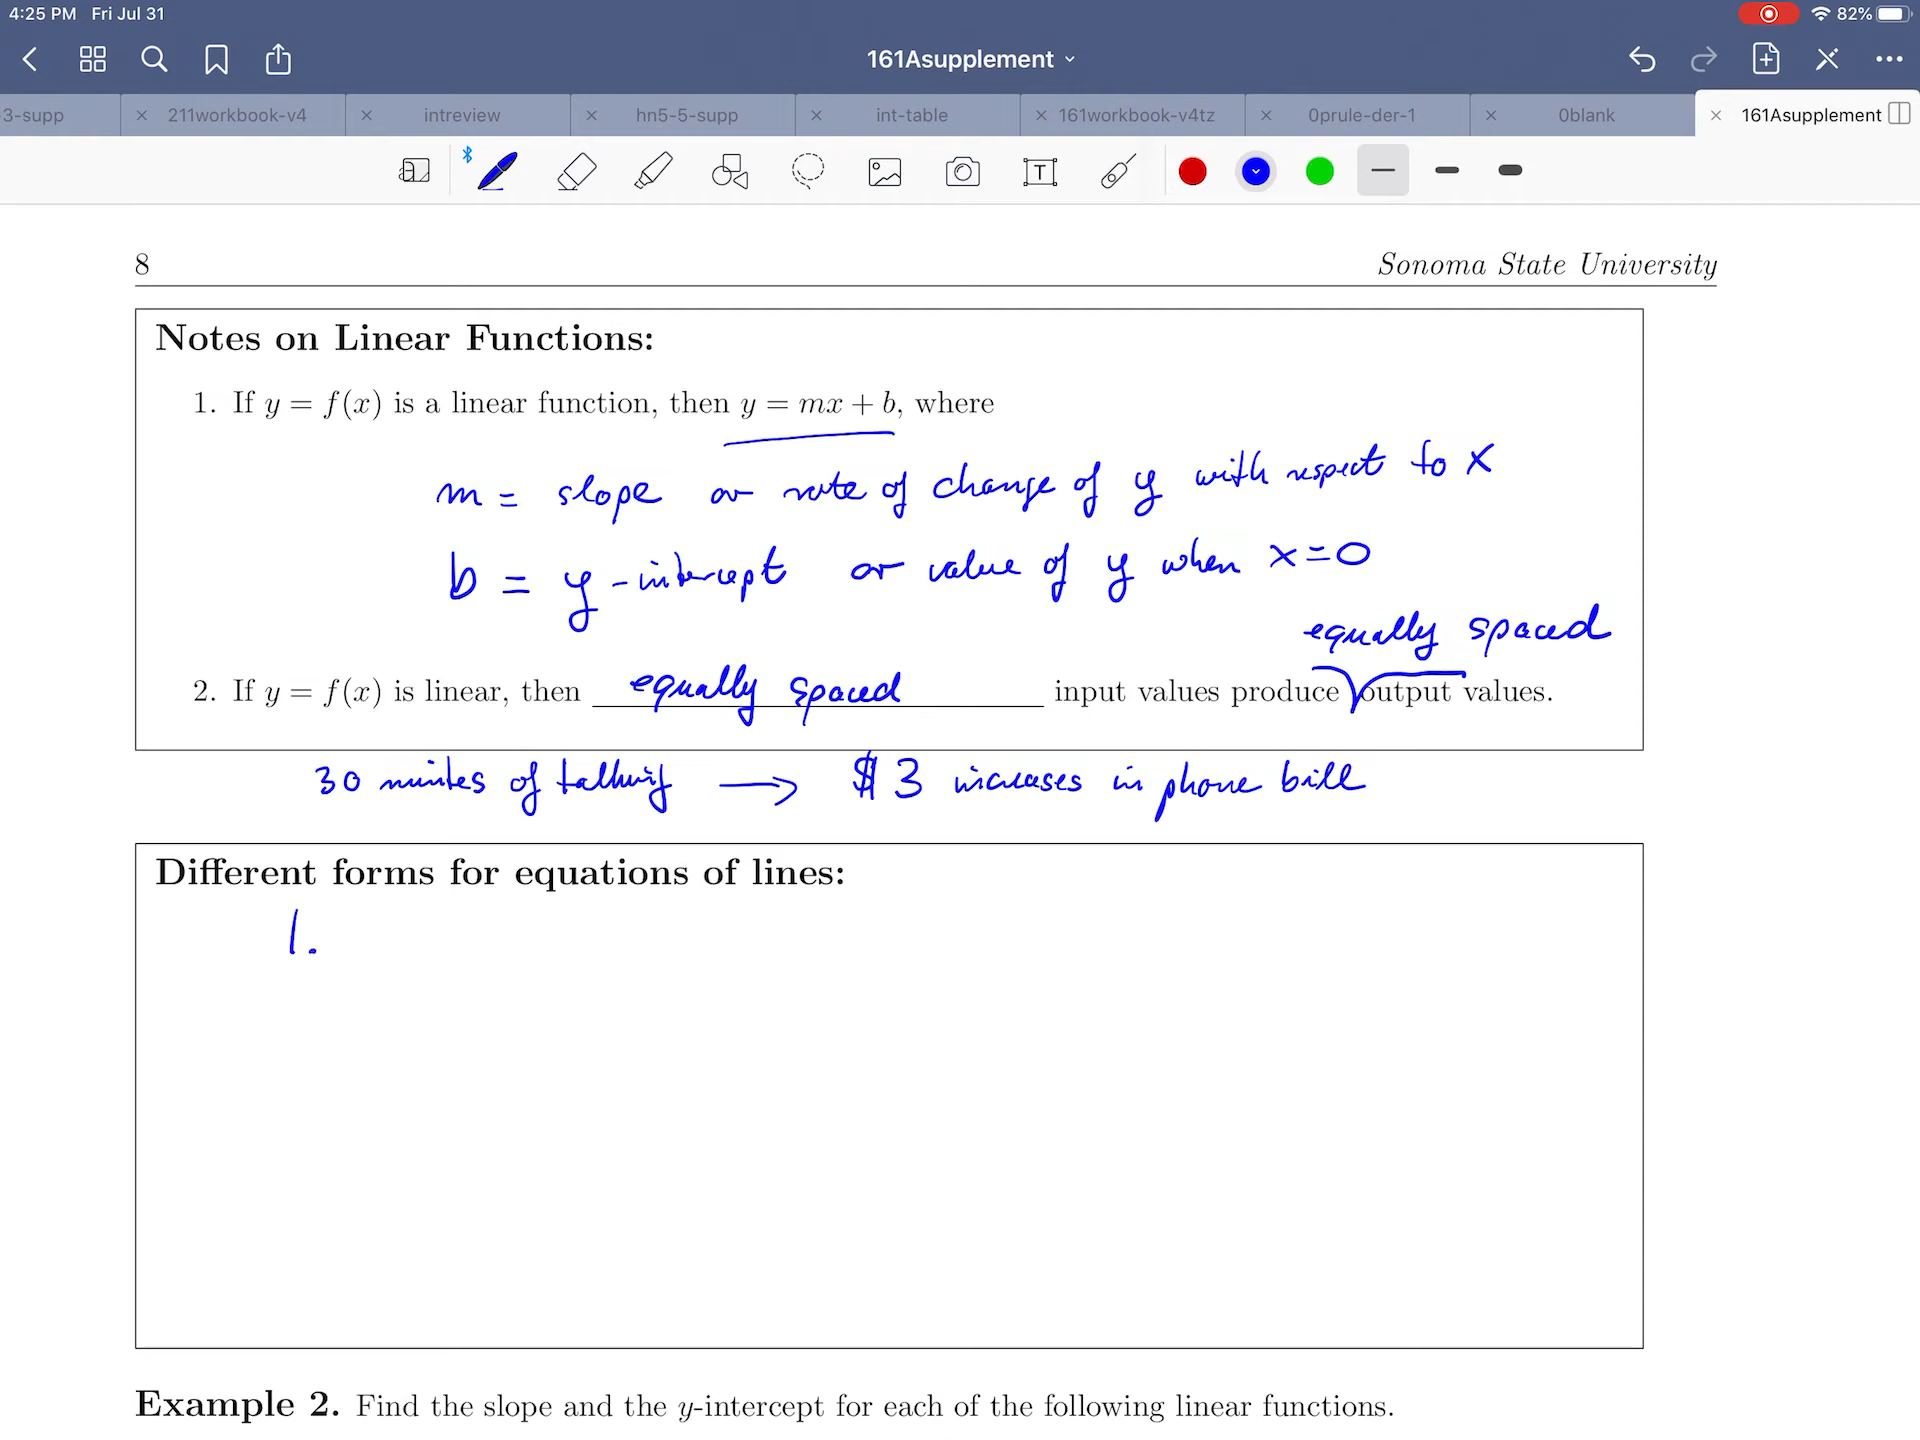 4:25 PM Fri Jul 31 82%
161Asupplement
3-supp 211workbook-v4 intreview hn5-5-supp int-table 161workbook-v4tz 0prule-der-1 0blank 161Asupplement
8 Sonoma State University
Notes on Linear Functions:
1. If y = f(x) is a linear function, then y = mx + b, where
m = slope or rate of change of y with respect to x
b = y-intercept or value of y when x=0
equally spaced
2. If y = f(x) is linear, then equally spaced input values produce output values.
30 minutes of talking → $3 increases in phone bill
Different forms for equations of lines:
1.
Example 2. Find the slope and the y-intercept for each of the following linear functions.